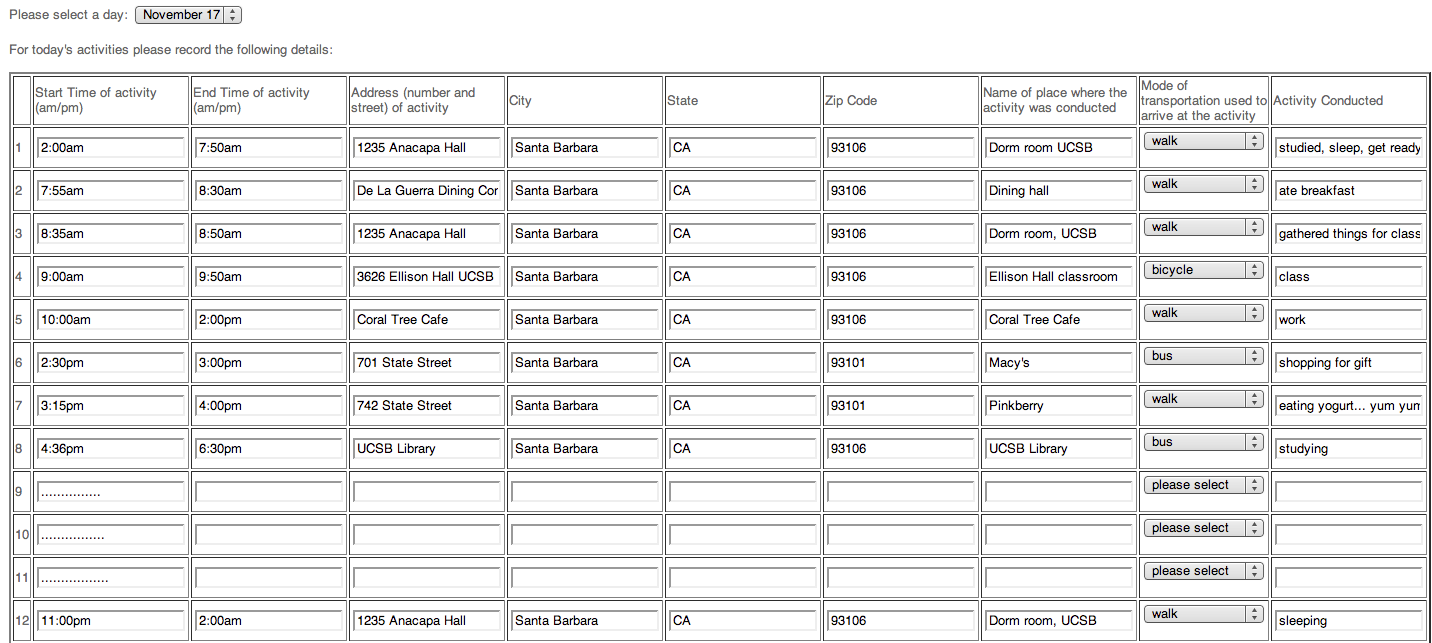 Please select a day: November 17
For today's activities please record the following details:
Start Time of activity (am/pm) End Time of activity (am/pm) Address (number and street) of activity City State Zip Code Name of place where the activity was conducted Mode of transportation used to arrive at the activity Activity Conducted
1 2:00am 7:50am 1235 Anacapa Hall Santa Barbara CA 93106 Dorm room UCSB walk studied, sleep, get ready
2 7:55am 8:30am De La Guerra Dining Cor Santa Barbara CA 93106 Dining hall walk ate breakfast
3 8:35am 8:50am 1235 Anacapa Hall Santa Barbara CA 93106 Dorm room, UCSB walk gathered things for class
4 9:00am 9:50am 3626 Ellison Hall UCSB Santa Barbara CA 93106 Ellison Hall classroom bicycle class
5 10:00am 2:00pm Coral Tree Cafe Santa Barbara CA 93106 Coral Tree Cafe walk work
6 2:30pm 3:00pm 701 State Street Santa Barbara CA 93101 Macy's bus shopping for gift
7 3:15pm 4:00pm 742 State Street Santa Barbara CA 93101 Pinkberry walk eating yogurt... yum yum
8 4:36pm 6:30pm UCSB Library Santa Barbara CA 93106 UCSB Library bus studying
9 ............... please select
10 ................ please select
11 ................. please select
12 11:00pm 2:00am 1235 Anacapa Hall Santa Barbara CA 93106 Dorm room, UCSB walk sleeping